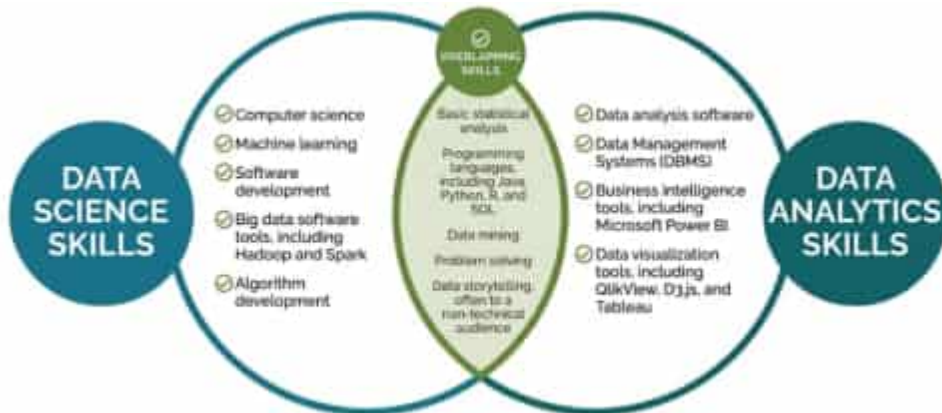 OVERLAPPING
SKILLS
DATA
SCIENCE
SKILLS
Computer science
Machine learning
Software
development
Big data software
tools, including
Hadoop and Spark
Algorithm
development
Basic statistical
analysis
Programming
languages,
including Java,
Python, R, and
SQL
Data mining
Problem solving
Data storytelling,
often to a
non-technical
audience
Data analysis software
Data Management
Systems (DBMS)
Business intelligence
tools, including
Microsoft Power BI
Data visualization
tools, including
QlikView, D3.js, and
Tableau
DATA
ANALYTICS
SKILLS